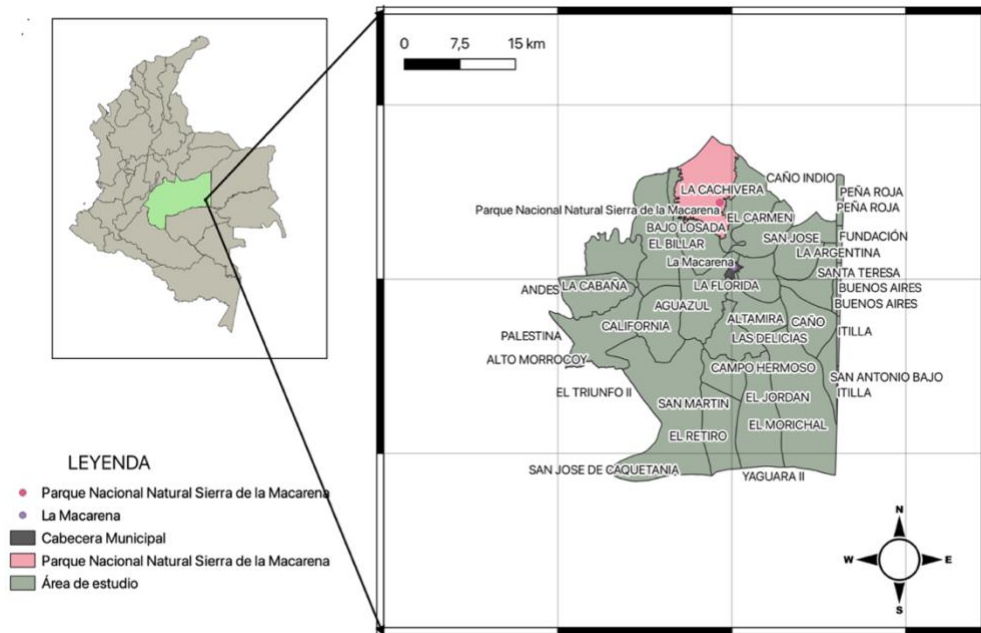 0 7,5 15 km
CAÑO INDIO
LA CACHIVERA
PEÑA ROJA
PEÑA ROJA
Parque Nacional Natural Sierra de la Macarena
EL CARMEN
BAJO LOSADA
SAN JOSE
FUNDACIÓN
EL BILLAR
LA ARGENTINA
La Macarena
SANTA TERESA
ANDES
LA CABAÑA
LA FLORIDA
BUENOS AIRES
BUENOS AIRES
AGUAZUL
ALTAMIRA
CAÑO
CALIFORNIA
ITILLA
PALESTINA
LAS DELICIAS
ALTO MORROCOY
CAMPO HERMOSO
SAN ANTONIO BAJO
EL TRIUNFO II
ITILLA
SAN MARTIN
EL JORDAN
EL RETIRO
EL MORICHAL
SAN JOSE DE CAQUETANIA
YAGUARA II
LEYENDA
Parque Nacional Natural Sierra de la Macarena
La Macarena
Cabecera Municipal
Parque Nacional Natural Sierra de la Macarena
Área de estudio
N
W E
S